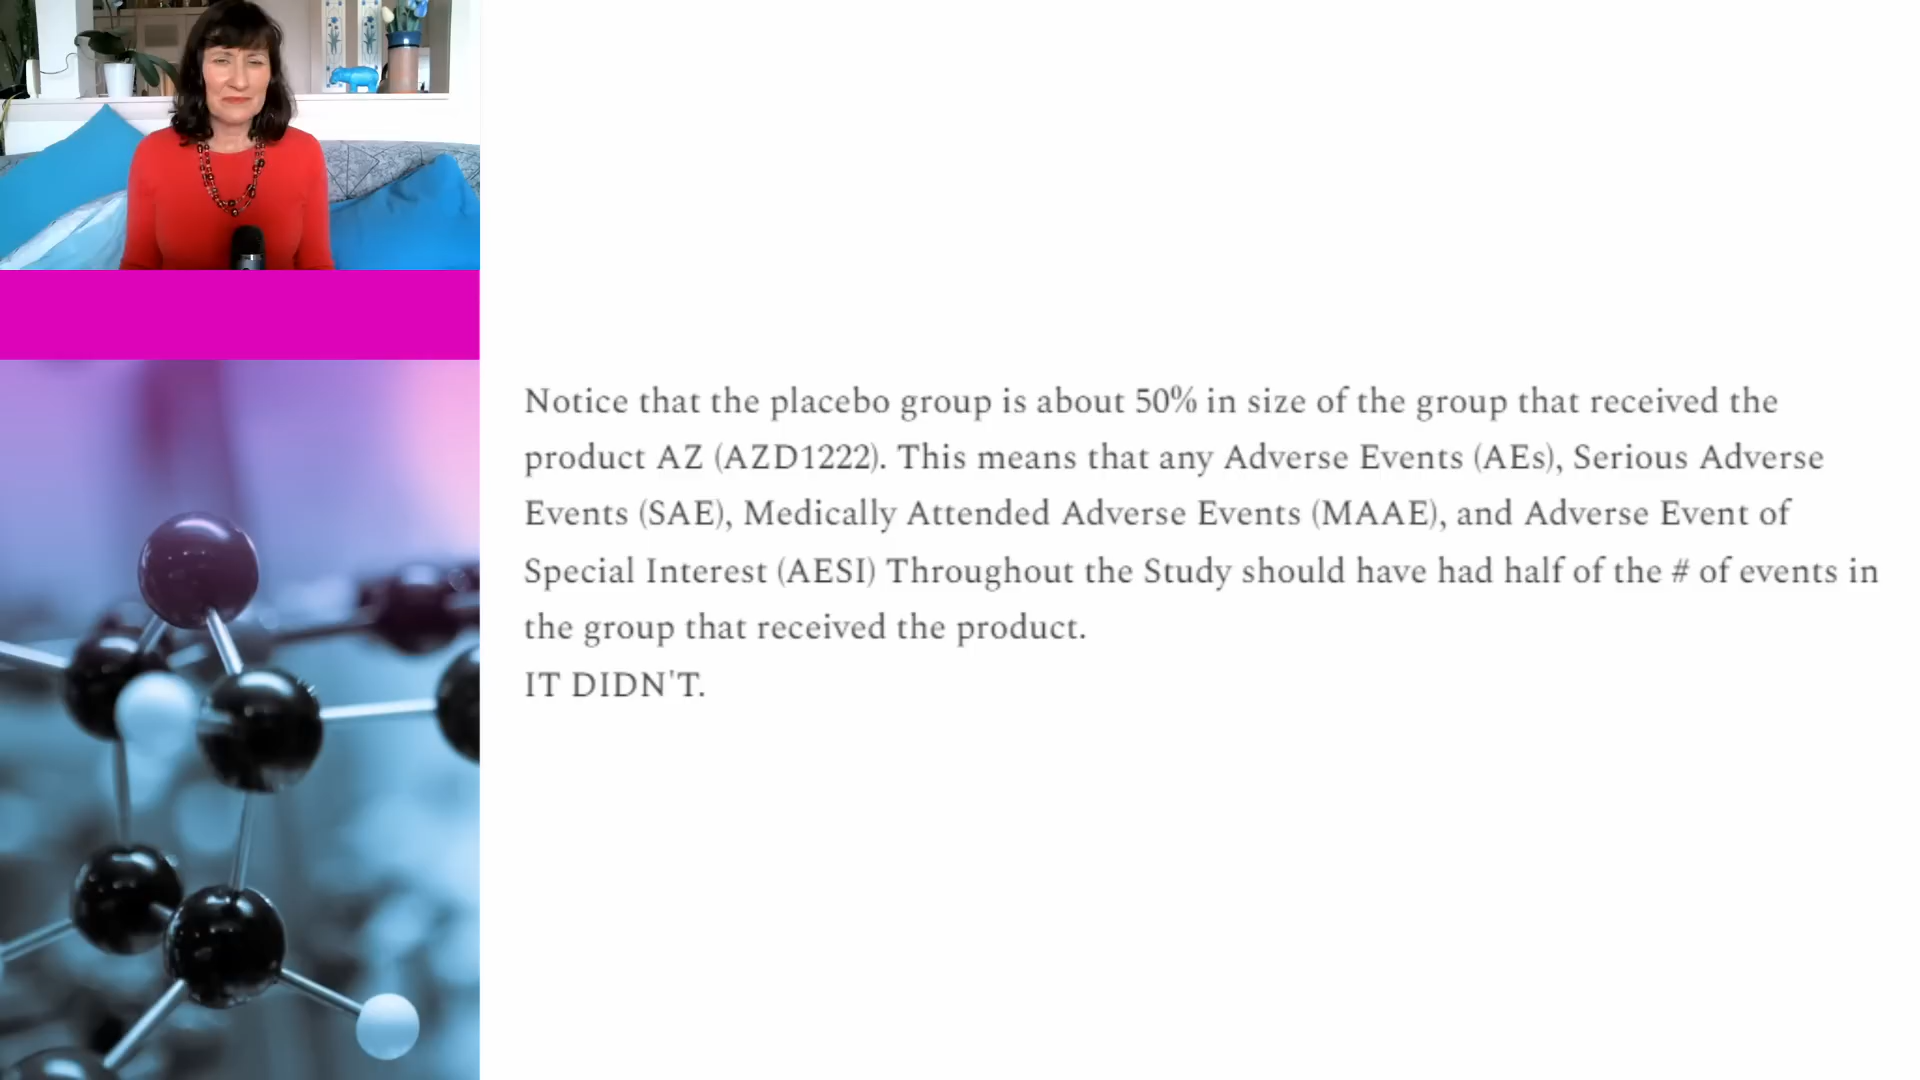 Notice that the placebo group is about 50% in size of the group that received the
product AZ (AZD1222). This means that any Adverse Events (AEs), Serious Adverse
Events (SAE), Medically Attended Adverse Events (MAAE), and Adverse Event of
Special Interest (AESI) Throughout the Study should have had half of the # of events in
the group that received the product.
IT DIDN'T.